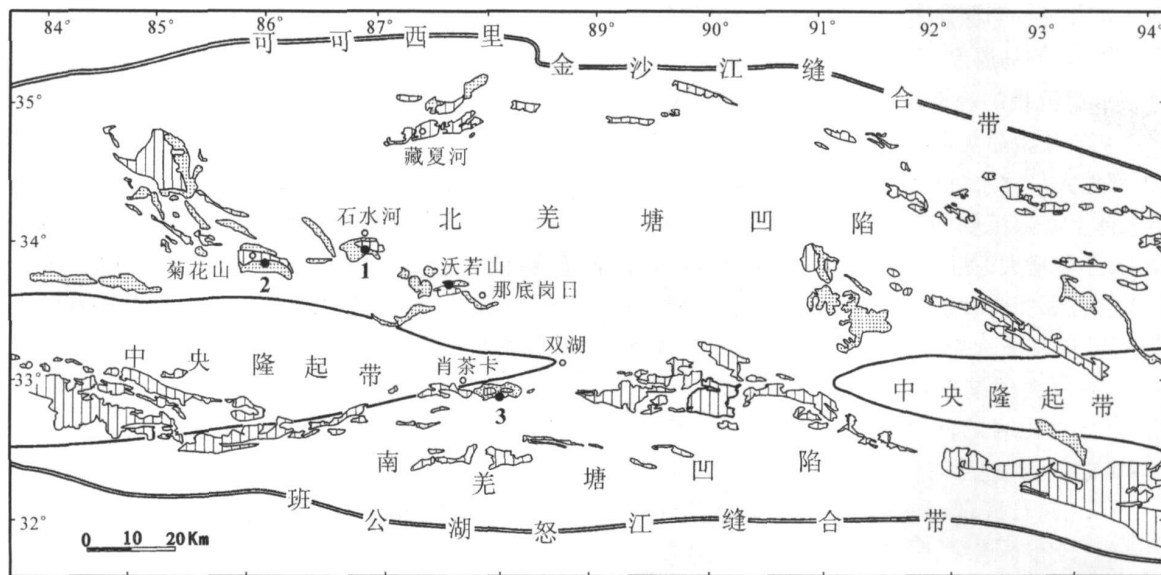 84° 85° 86° 87° 89° 90° 91° 92° 93° 94°
可可西里金沙江缝合带
35°
藏夏河
石水河
北羌塘凹陷
34°
1
菊花山
2
沃若山
那底岗日
双湖
中央隆起带
肖茶卡
33°
3
中央隆起带
南羌塘凹陷
班公湖怒江缝合带
32°
0 10 20Km